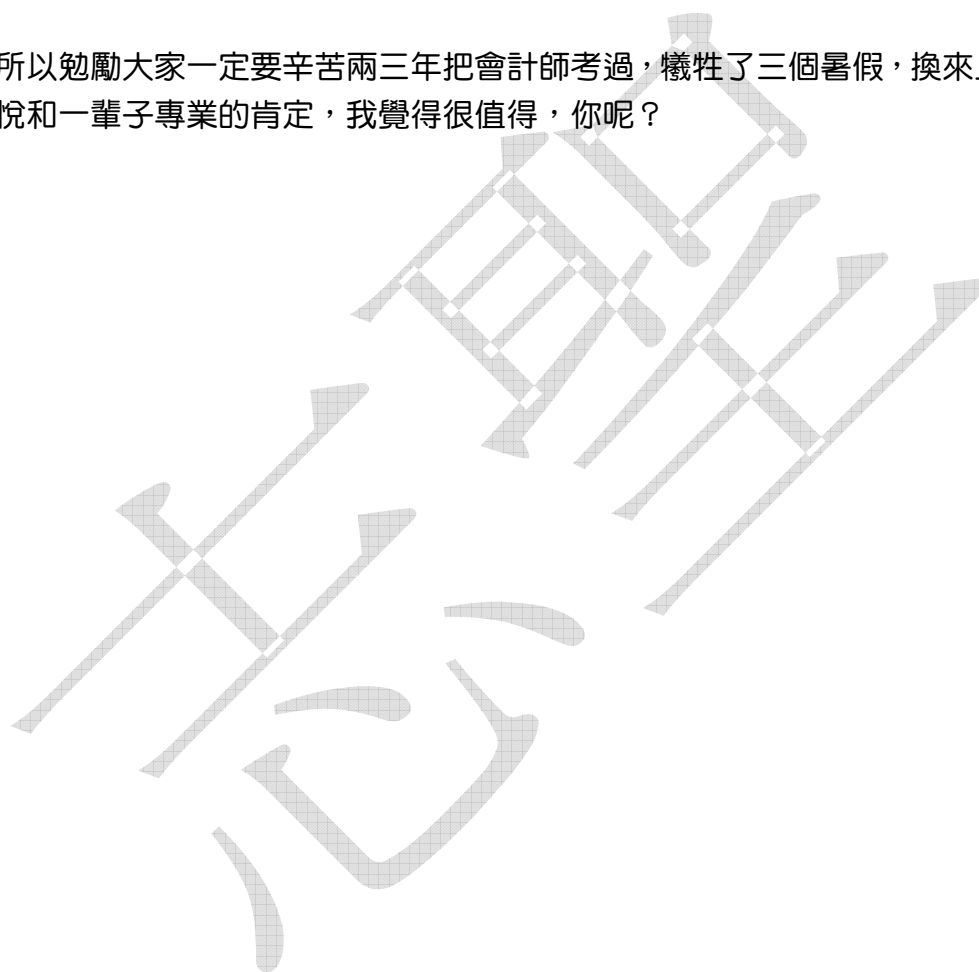 所以勉勵大家一定要辛苦兩三年把會計師考過，犧牲了三個暑假，換來
悅和一輩子專業的肯定，我覺得很值得，你呢？
志聖